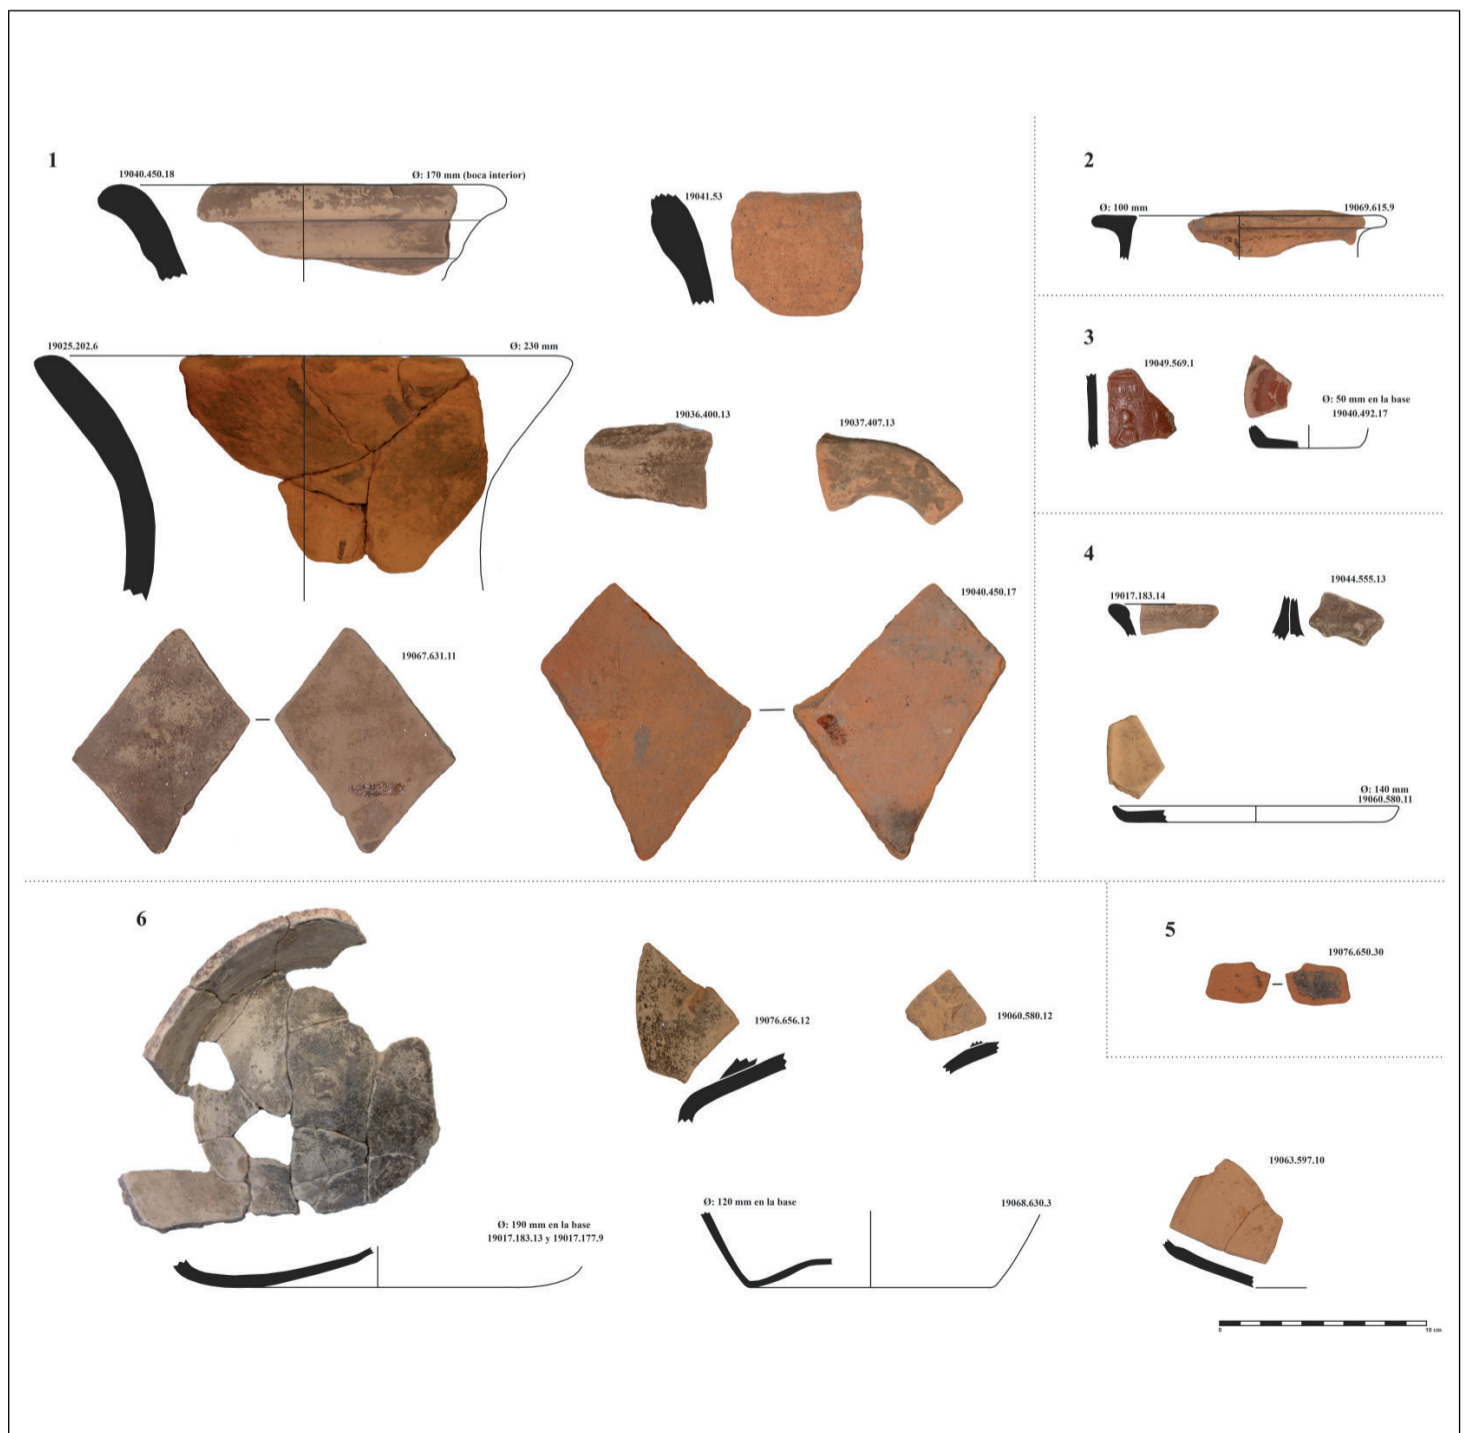 1
19040.450.18
Ø: 170 mm (boca interior)
19041.53
19025.202.6
Ø: 230 mm
19036.400.13
19037.407.13
19067.631.11
19040.450.17
2
Ø: 100 mm
19069.615.9
3
19049.569.1
Ø: 50 mm en la base
19040.492.17
4
19017.183.14
19044.555.13
Ø: 140 mm
19060.580.11
5
19076.650.30
6
Ø: 190 mm en la base
19017.183.13 y 19017.177.9
19076.656.12
19060.580.12
Ø: 120 mm en la base
19068.630.3
19063.597.10
0
10 cm